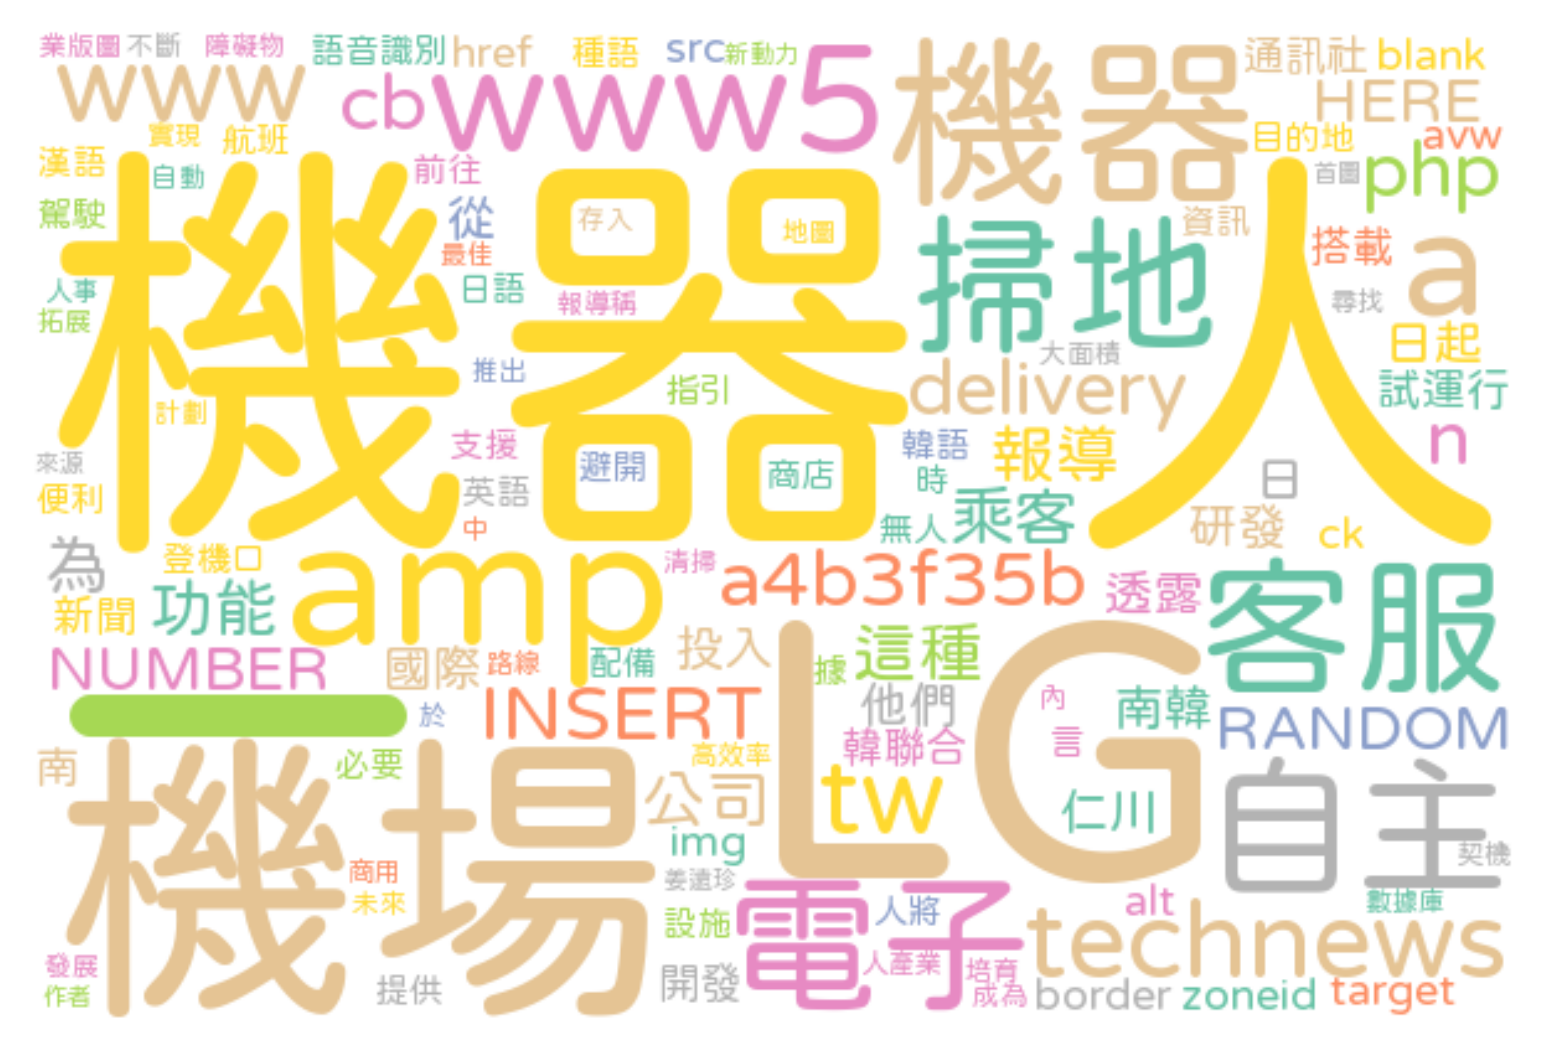 業版圖 不斷 障礙物 語音識別 href 種語 src 新動力 通訊社 blank
www cb www5 機器 HERE
實現 航班 目的地 avw
漢語 自動 前往 首圖 php
駕駛 從 存入 地圖 資訊 搭載 a
機器人 掃地
最佳
人事 日語 報導稱 尋找
拓展 大面積 日起
推出 指引 delivery 試運行
計劃
支援 韓語 報導 n
來源 避開 商店 時 日
便利 英語 乘客
中 無人 研發 ck
為 登機口 amp 清掃 a4b3f35b 透露 客服
新聞 功能
NUMBER 國際 路線 配備 投入 據 這種 LG
於 INSERT 他們 內 南韓 RANDOM
南 必要 高效率 韓聯合 言 自主
機場 公司 tw 仁川
img
商用 姜遠珍 契機
未來 設施 電子 人將 alt 數據庫
technews
發展 提供 開發 人產業 培育
作者 成為 border zoneid target